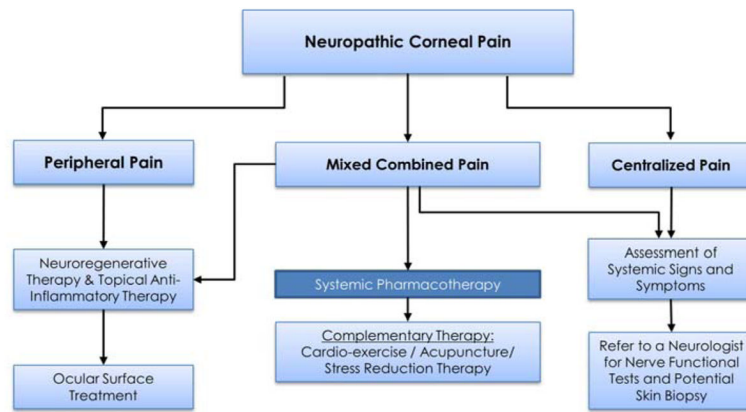 Neuropathic Corneal Pain
Peripheral Pain
Mixed Combined Pain
Centralized Pain
Neuroregenerative
Therapy & Topical Anti-
Inflammatory Therapy
Systemic Pharmacotherapy
Assessment of
Systemic Signs and
Symptoms
Ocular Surface
Treatment
Complementary Therapy:
Cardio-exercise / Acupuncture/
Stress Reduction Therapy
Refer to a Neurologist
for Nerve Functional
Tests and Potential
Skin Biopsy